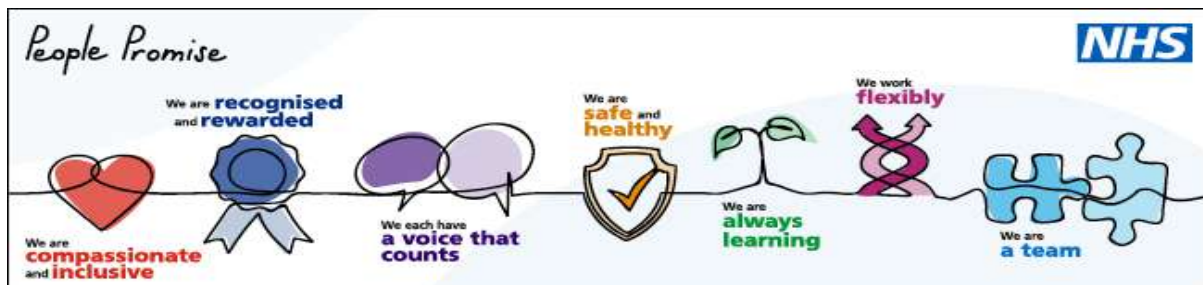 People Promise
NHS
We are compassionate
and inclusive
We are recognised
and rewarded
We each have
a voice that
counts
We are
safe and
healthy
We are
always
learning
We work
flexibly
We are
a team